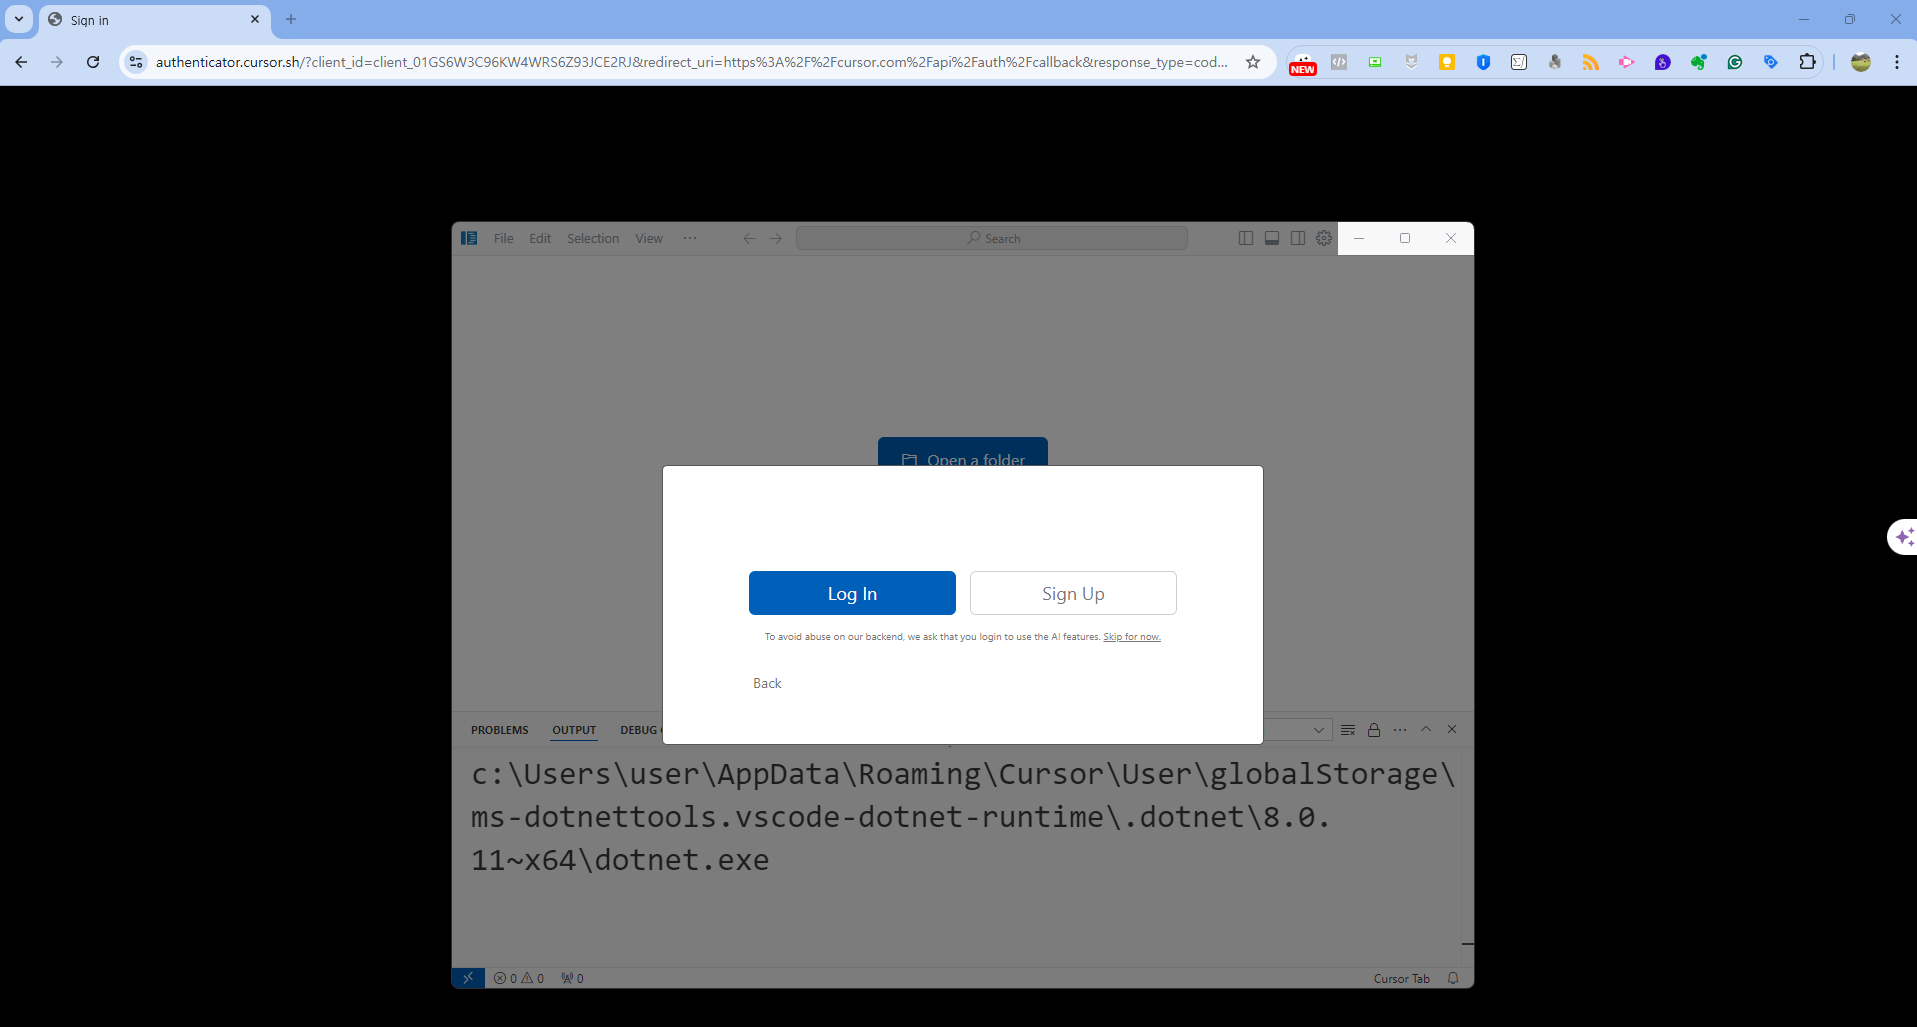 Sign in
authenticator.cursor.sh/?client_id=client_01GS6W3C96KW4WRS6Z93JCE2RJ&redirect_uri=https%3A%2F%2Fcursor.com%2Fapi%2Fauth%2Fcallback&response_type=cod...
NEW
File Edit Selection View ...
Search
Open a folder
Log In
Sign Up
To avoid abuse on our backend, we ask that you login to use the AI features. Skip for now.
Back
PROBLEMS OUTPUT DEBUG
c:\Users\user\AppData\Roaming\Cursor\User\globalStorage\
ms-dotnettools.vscode-dotnet-runtime\.dotnet\8.0.
11~x64\dotnet.exe
0 0 0
Cursor Tab